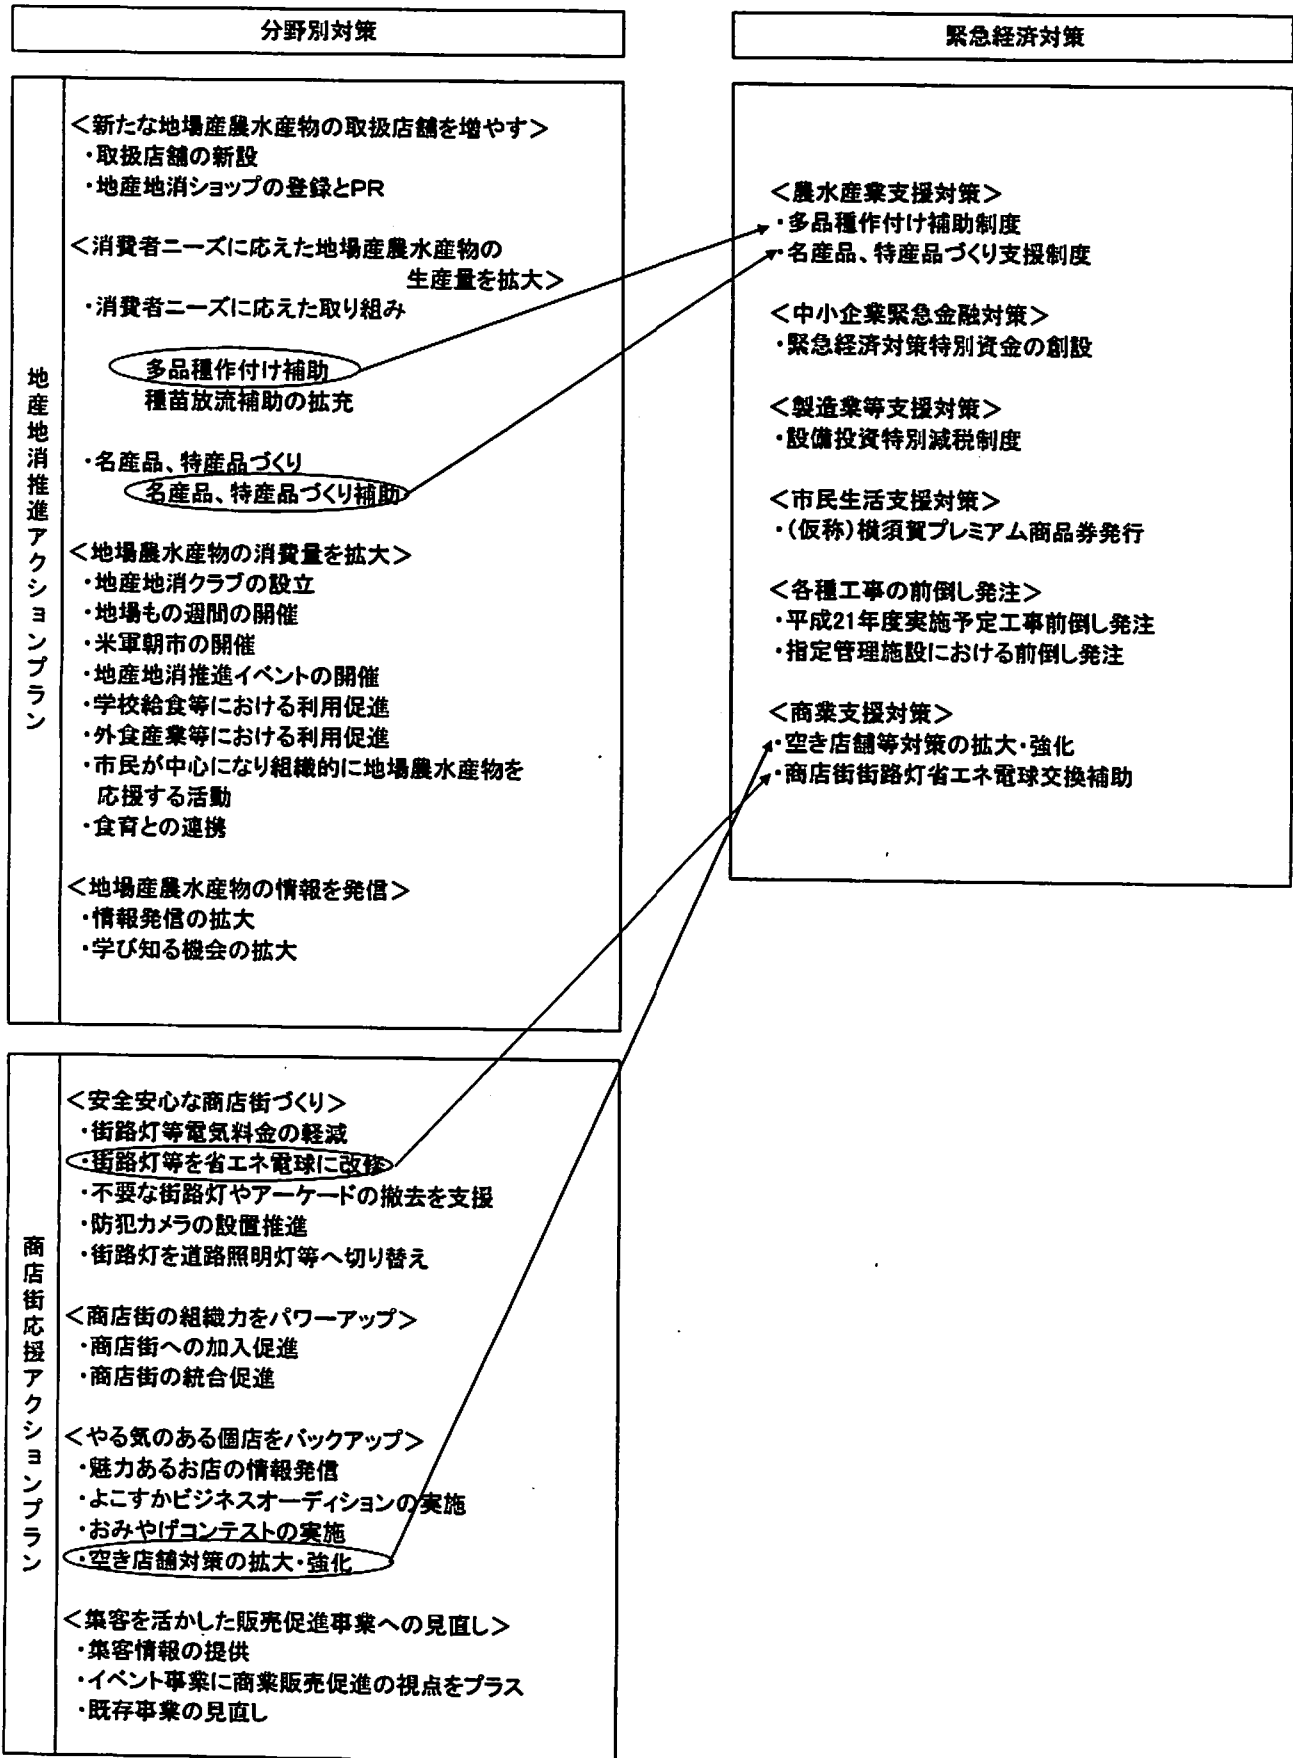 分野別対策
地産地消推進アクションプラン
＜新たな地場産農水産物の取扱店舗を増やす＞
・取扱店舗の新設
・地産地消ショップの登録とPR
＜消費者ニーズに応えた地場産農水産物の
生産量を拡大＞
・消費者ニーズに応えた取り組み
多品種作付け補助
種苗放流補助の拡充
・名産品、特産品づくり
名産品、特産品づくり補助
＜地場農水産物の消費量を拡大＞
・地産地消クラブの設立
・地場もの週間の開催
・米軍朝市の開催
・地産地消推進イベントの開催
・学校給食等における利用促進
・外食産業等における利用促進
・市民が中心になり組織的に地場農水産物を
応援する活動
・食育との連携
＜地場産農水産物の情報を発信＞
・情報発信の拡大
・学び知る機会の拡大
商店街応援アクションプラン
＜安全安心な商店街づくり＞
・街路灯等電気料金の軽減
・街路灯等を省エネ電球に改修
・不要な街路灯やアーケードの撤去を支援
・防犯カメラの設置推進
・街路灯を道路照明灯等へ切り替え
＜商店街の組織力をパワーアップ＞
・商店街への加入促進
・商店街の統合促進
＜やる気のある個店をバックアップ＞
・魅力あるお店の情報発信
・よこすかビジネスオーディションの実施
・おみやげコンテストの実施
・空き店舗対策の拡大・強化
＜集客を活かした販売促進事業への見直し＞
・集客情報の提供
・イベント事業に商業販売促進の視点をプラス
・既存事業の見直し
緊急経済対策
＜農水産業支援対策＞
・多品種作付け補助制度
・名産品、特産品づくり支援制度
＜中小企業緊急金融対策＞
・緊急経済対策特別資金の創設
＜製造業等支援対策＞
・設備投資特別減税制度
＜市民生活支援対策＞
・（仮称）横須賀プレミアム商品券発行
＜各種工事の前倒し発注＞
・平成21年度実施予定工事前倒し発注
・指定管理施設における前倒し発注
＜商業支援対策＞
・空き店舗等対策の拡大・強化
・商店街街路灯省エネ電球交換補助